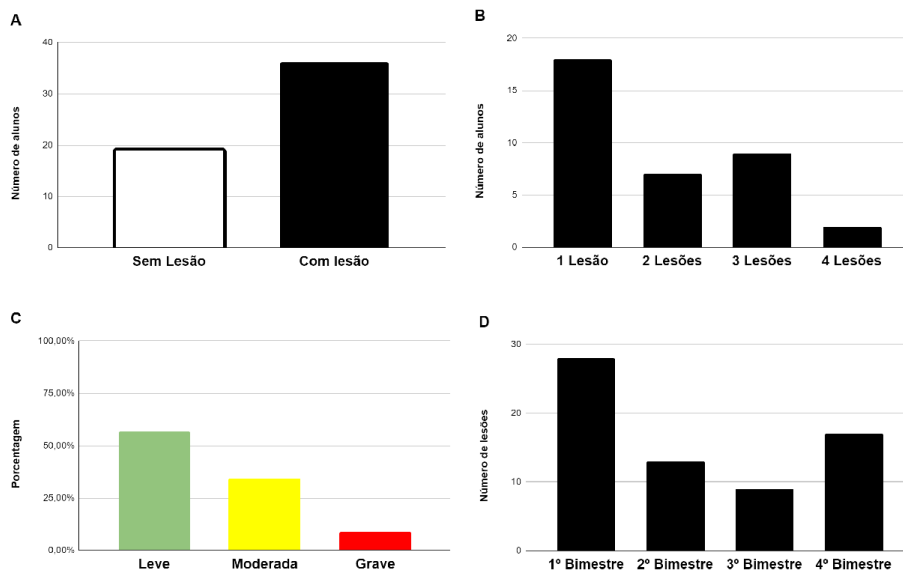 A
Número de alunos
40
30
20
10
0
Sem Lesão Com lesão
B
Número de alunos
20
15
10
5
0
1 Lesão 2 Lesões 3 Lesões 4 Lesões
C
Porcentagem
100,00%
75,00%
50,00%
25,00%
0,00%
Leve Moderada Grave
D
Número de lesões
30
20
10
0
1º Bimestre 2º Bimestre 3º Bimestre 4º Bimestre